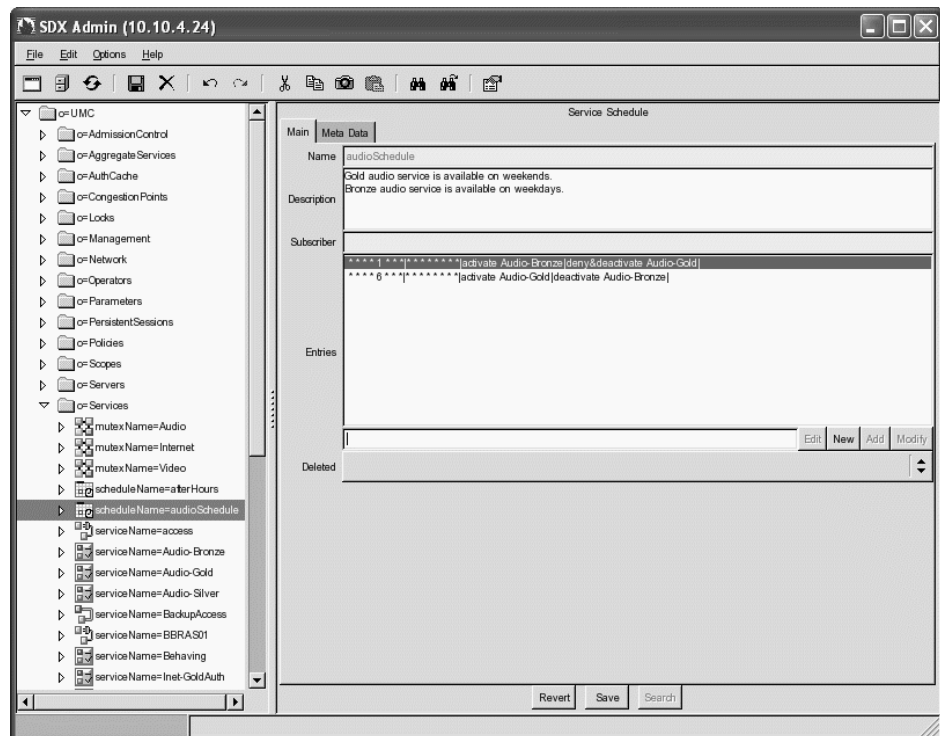 SDX Admin (10.10.4.24)
File Edit Options Help
o=UMC
o=AdmissionControl
o=AggregateServices
o=AuthCache
o=CongestionPoints
o=Locks
o=Management
o=Network
o=Operators
o=Parameters
o=PersistentSessions
o=Policies
o=Scopes
o=Servers
o=Services
mutexName=Audio
mutexName=Internet
mutexName=Video
scheduleName=afterHours
scheduleName=audioSchedule
serviceName=access
serviceName=Audio-Bronze
serviceName=Audio-Gold
serviceName=Audio-Silver
serviceName=BackupAccess
serviceName=BBRAS01
serviceName=Behaving
serviceName=Inet-GoldAuth
Service Schedule
Main Meta Data
Name audioSchedule
Description
Gold audio service is available on weekends.
Bronze audio service is available on weekdays.
Subscriber
Entries
* * * * 1 * * *|* * * * * * * *|activate Audio-Bronze|deny&deactivate Audio-Gold|
* * * * 6 * * *|* * * * * * * *|activate Audio-Gold|deactivate Audio-Bronze|
Edit New Add Modify
Deleted
Revert Save Search